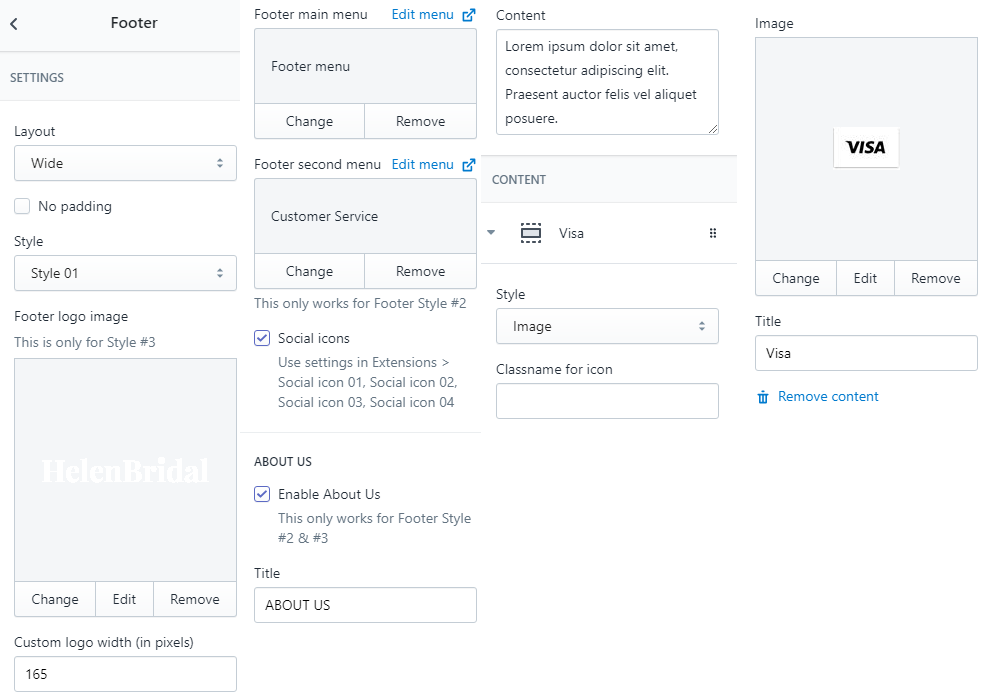 Footer
SETTINGS
Layout
Wide
No padding
Style
Style 01
Footer logo image
This is only for Style #3
HelenBridal
Change
Edit
Remove
Custom logo width (in pixels)
165
Footer main menu
Edit menu
Footer menu
Change
Remove
Footer second menu
Edit menu
Customer Service
Change
Remove
This only works for Footer Style #2
Social icons
Use settings in Extensions >
Social icon 01, Social icon 02,
Social icon 03, Social icon 04
ABOUT US
Enable About Us
This only works for Footer Style
#2 & #3
Title
ABOUT US
Content
Lorem ipsum dolor sit amet,
consectetur adipiscing elit.
Praesent auctor felis vel aliquet
posuere.
CONTENT
Visa
Style
Image
Classname for icon
Image
VISA
Change
Edit
Remove
Title
Visa
Remove content